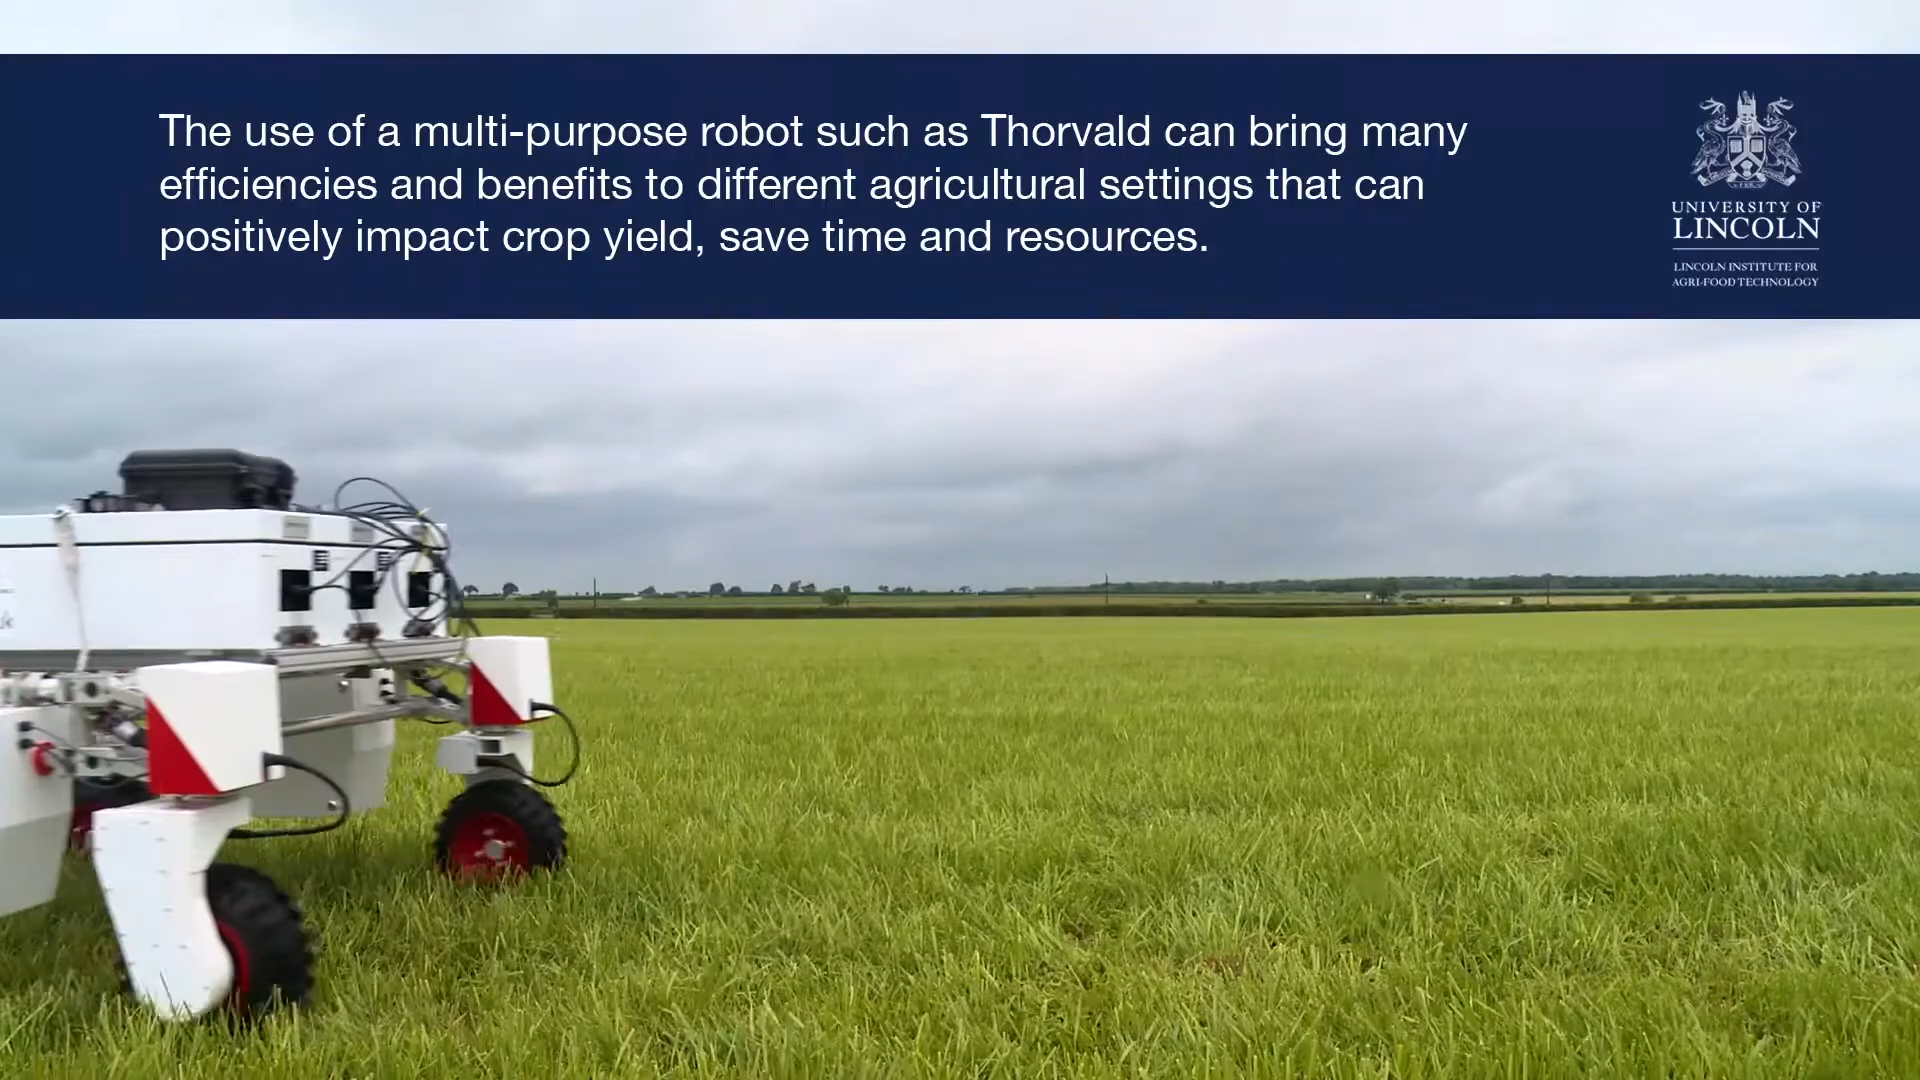 The use of a multi-purpose robot such as Thorvald can bring many
efficiencies and benefits to different agricultural settings that can
positively impact crop yield, save time and resources.
UNIVERSITY OF
LINCOLN
LINCOLN INSTITUTE FOR
AGRI-FOOD TECHNOLOGY